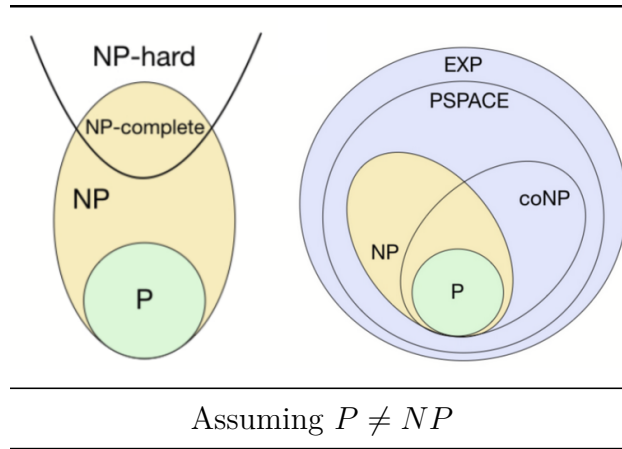 NP-hard
NP-complete
NP
P
EXP
PSPACE
coNP
NP
P
Assuming P ≠ NP